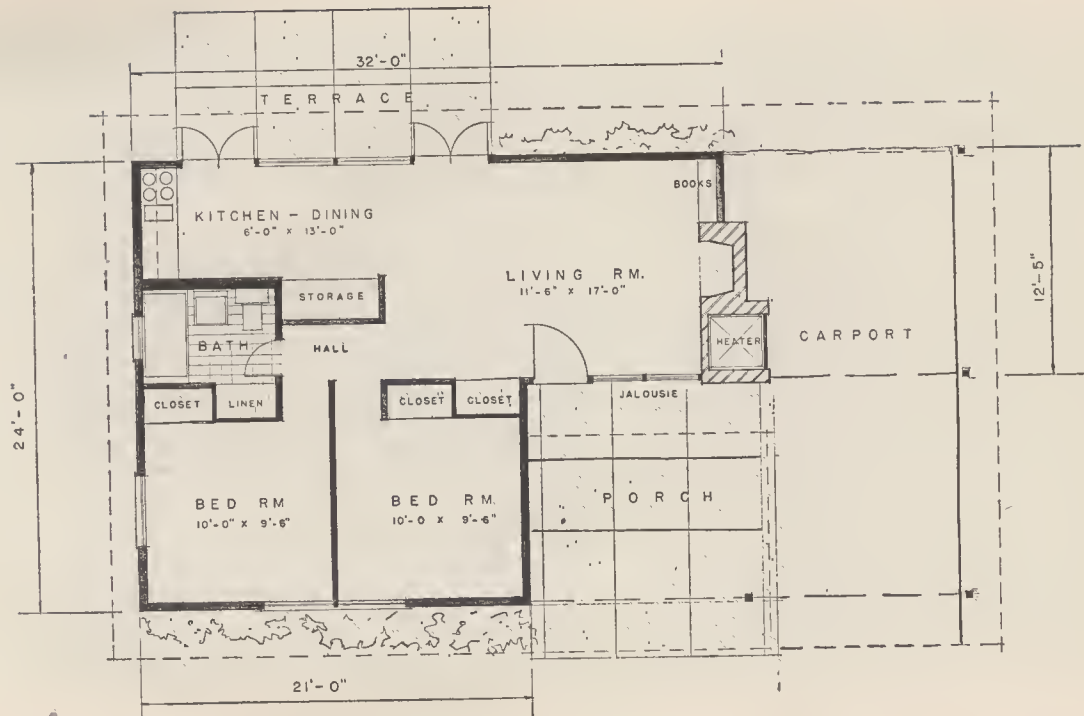 32'-0"
TERRACE
BOOKS
KITCHEN - DINING
6'-0" x 13'-0"
LIVING RM.
11'-6" x 17'-0"
12'-5"
STORAGE
CARPORT
BATH
HALL
HEATER
24'-0"
CLOSET
LINEN
CLOSET
CLOSET
JALOUSIE
BED RM
10'-0" x 9'-6"
BED RM.
10'-0 x 9'-6"
PORCH
21'-0"